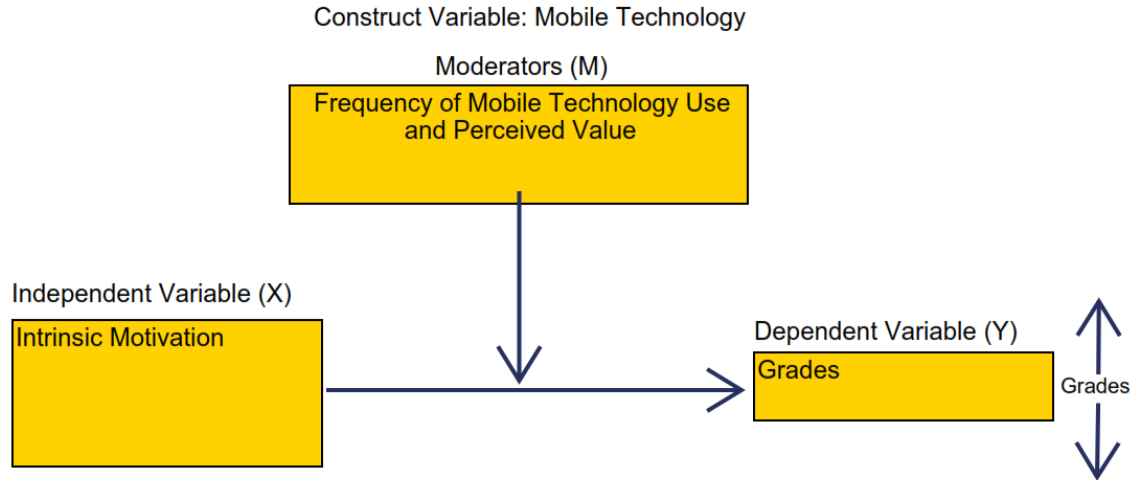 Construct Variable: Mobile Technology
Moderators (M)
Frequency of Mobile Technology Use
and Perceived Value
Independent Variable (X)
Intrinsic Motivation
Dependent Variable (Y)
Grades
Grades